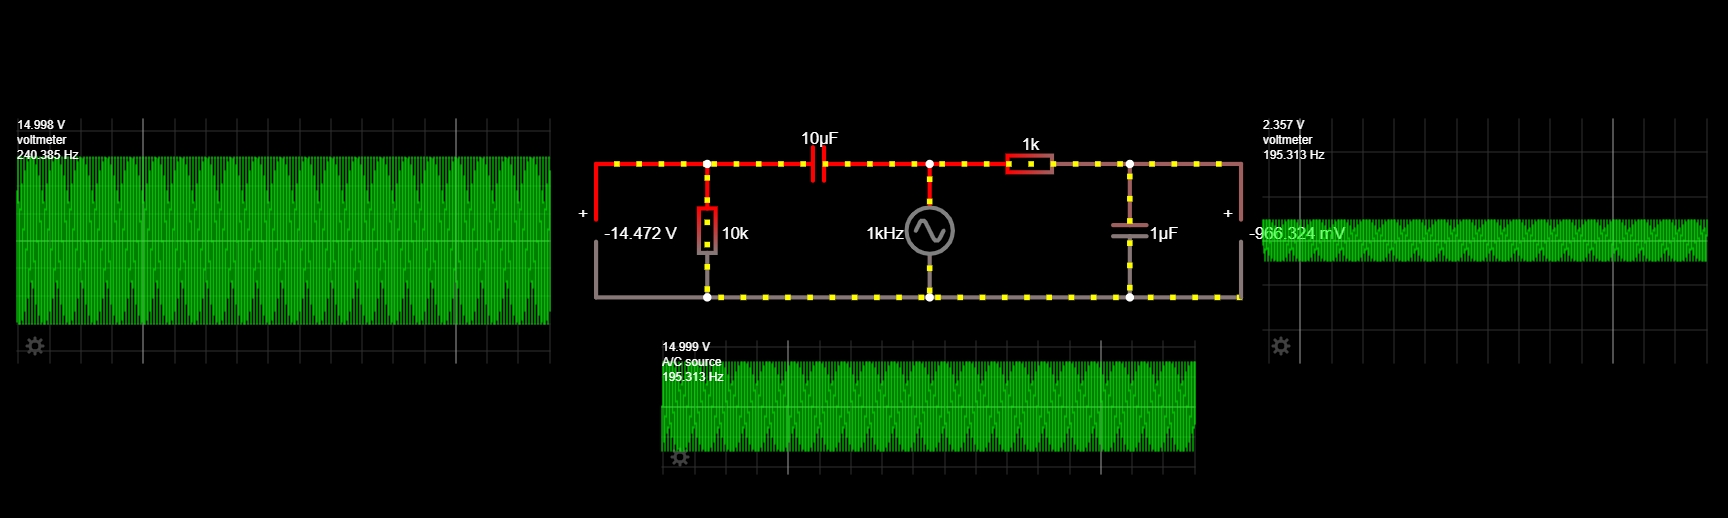 14.998 V
voltmeter
240.385 Hz
10µF
1k
+
-14.472 V
10k
1kHz
1µF
+
-966.324 mV
2.357 V
voltmeter
195.313 Hz
14.999 V
A/C source
195.313 Hz